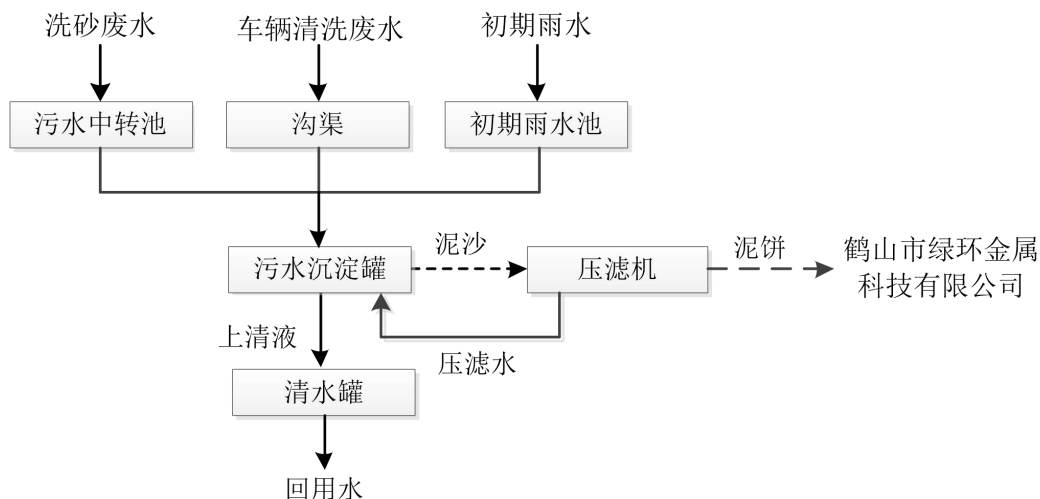 洗砂废水
车辆清洗废水
初期雨水
污水中转池
沟渠
初期雨水池
污水沉淀罐
泥沙
压滤机
泥饼
鹤山市绿环金属
科技有限公司
上清液
压滤水
清水罐
回用水